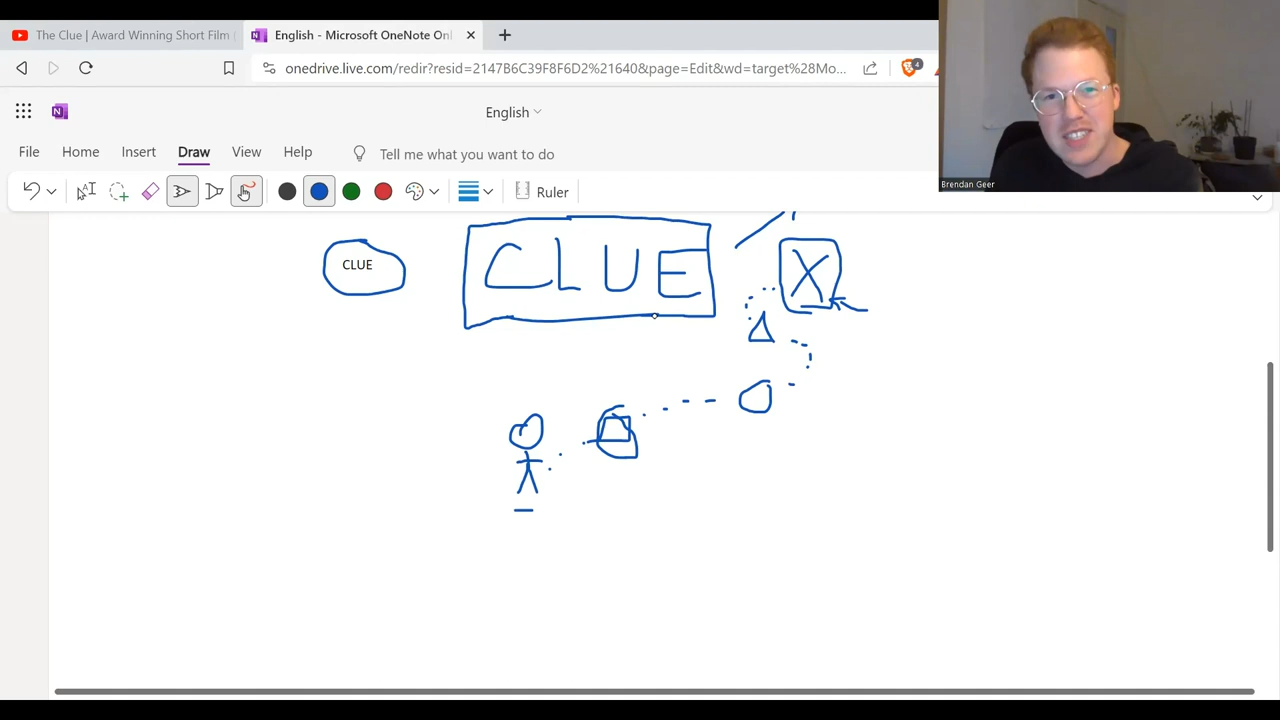 The Clue | Award Winning Short Film
English - Microsoft OneNote Onl
onedrive.live.com/redir?resid=2147B6C39F8F6D2%21640&page=Edit&wd=target%28Mo...
4
English
File Home Insert Draw View Help Tell me what you want to do
Ruler
Brendan Geer
CLUE
CLUE
X